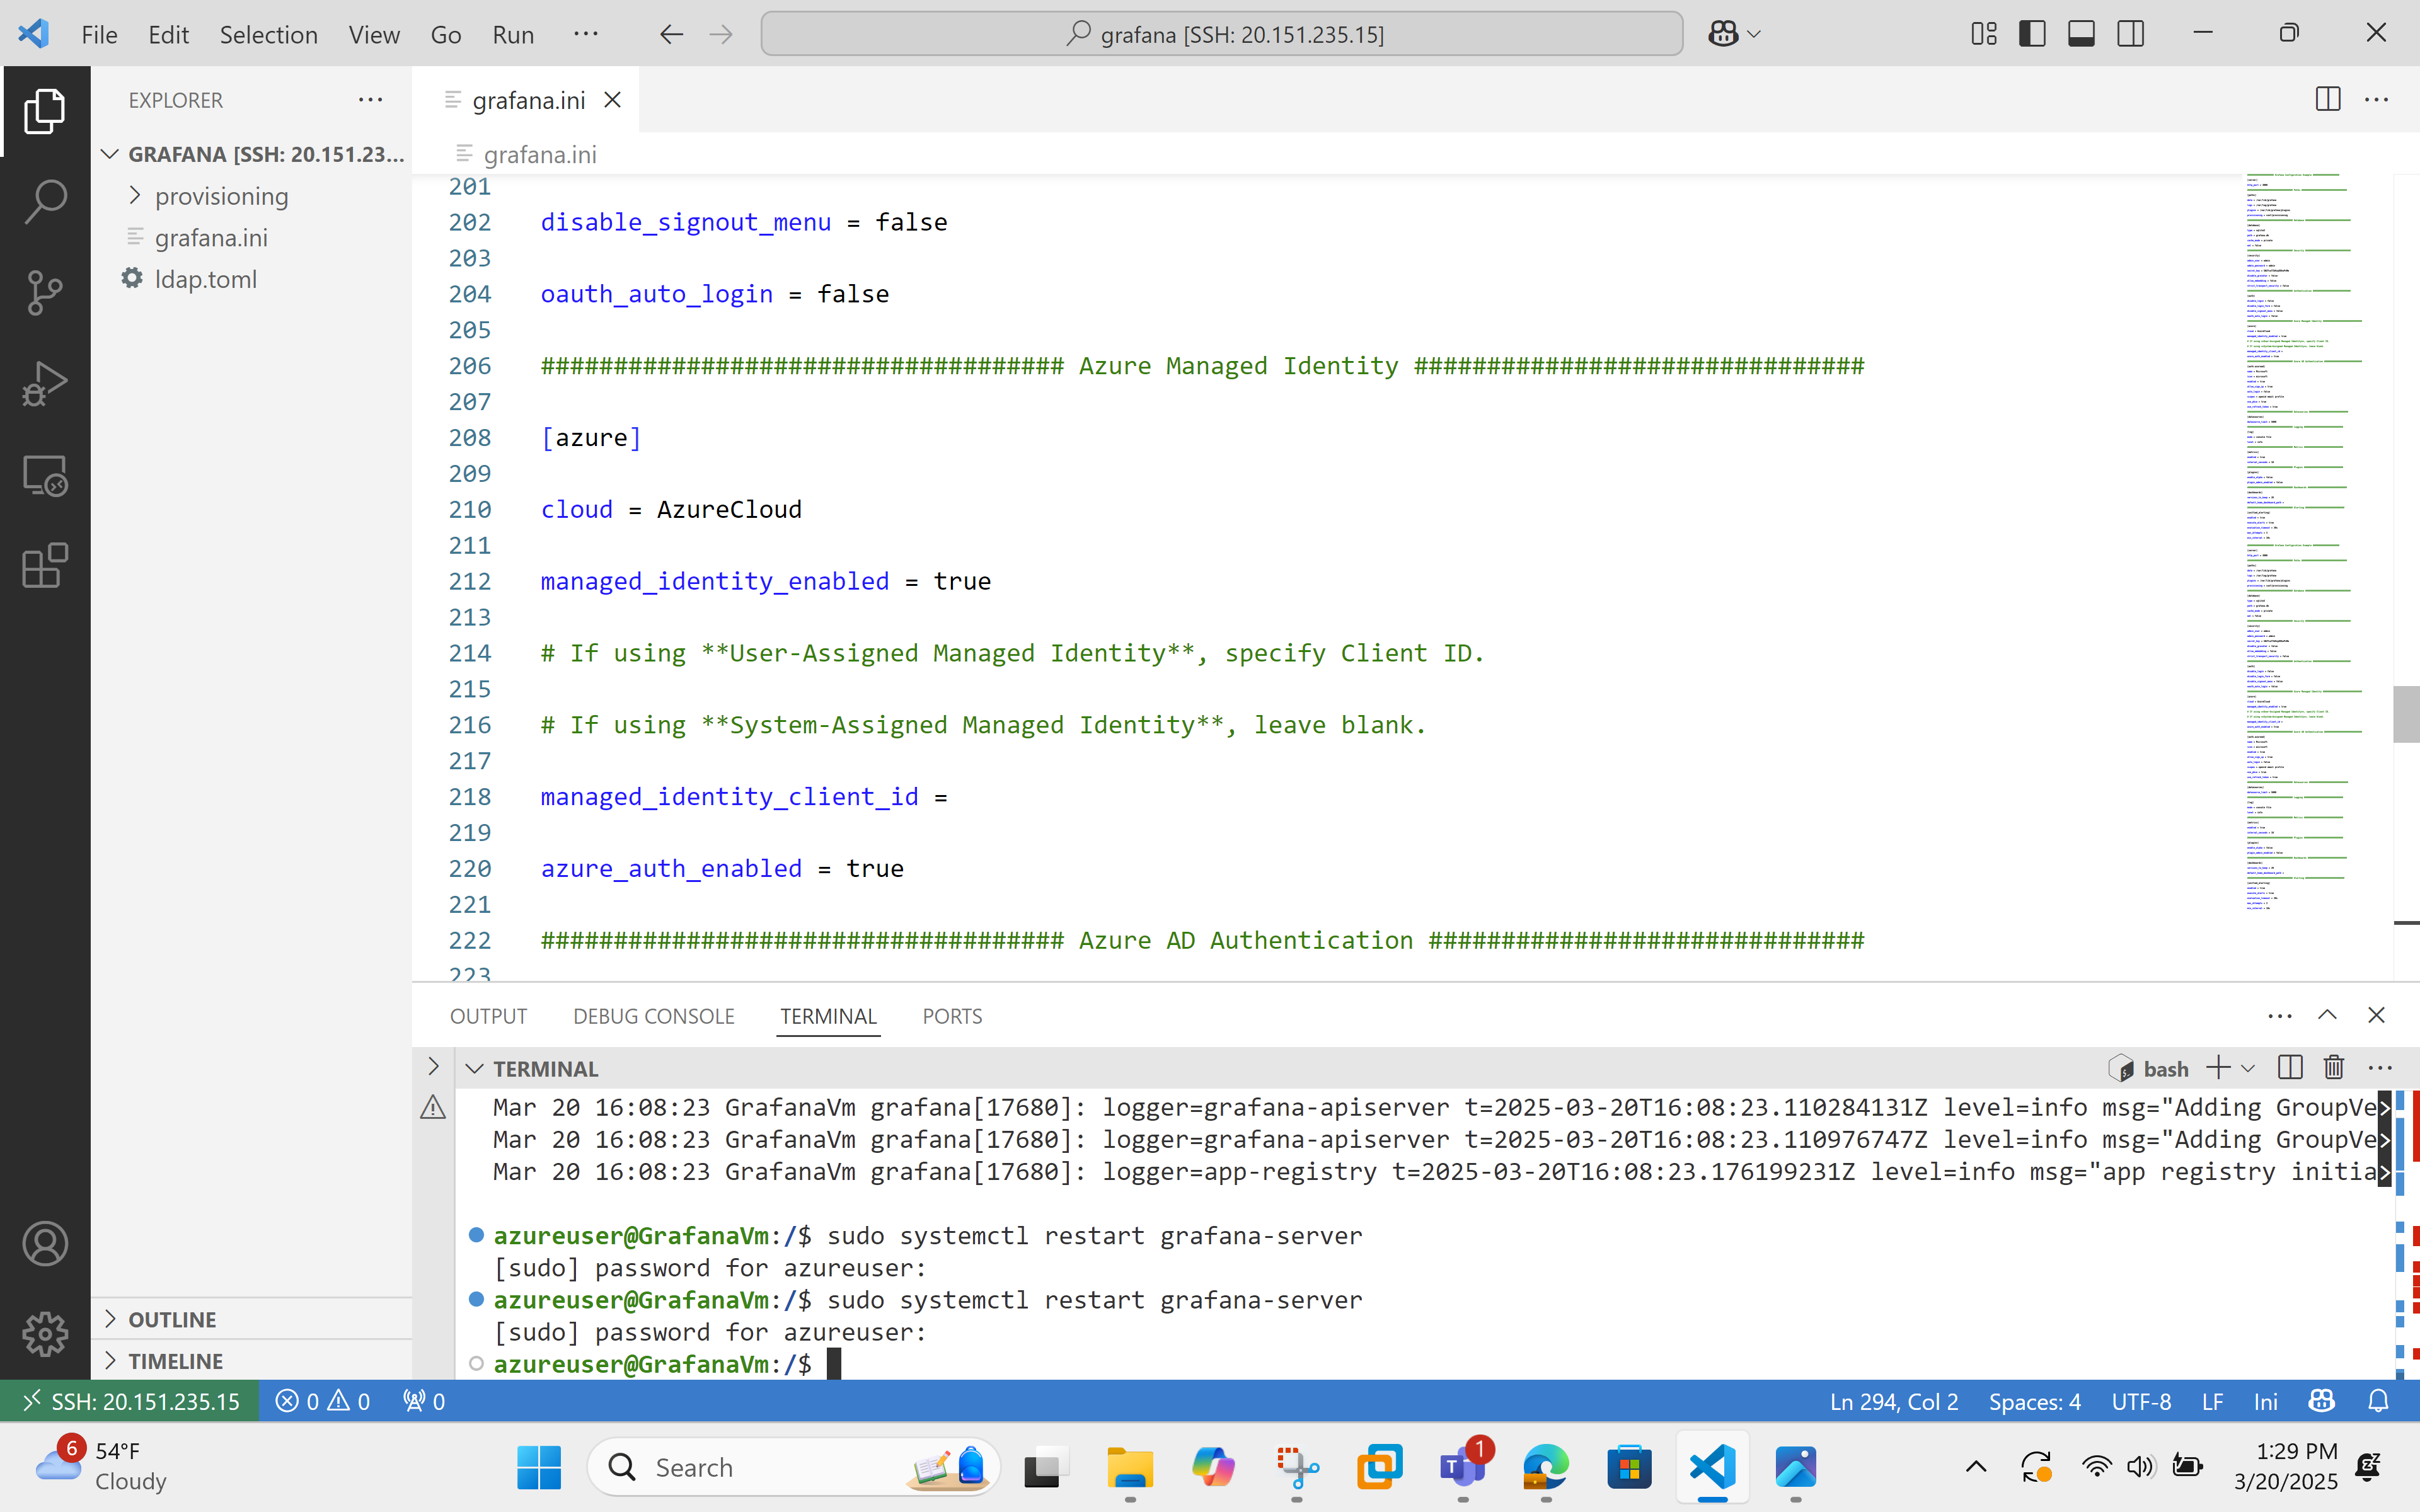 File Edit Selection View Go Run ··· grafana [SSH: 20.151.235.15]
EXPLORER ···
GRAFANA [SSH: 20.151.23...
provisioning
grafana.ini
ldap.toml
OUTLINE
TIMELINE
grafana.ini
grafana.ini
201
202 disable_signout_menu = false
203
204 oauth_auto_login = false
205
206 #################################### Azure Managed Identity ###############################
207
208 [azure]
209
210 cloud = AzureCloud
211
212 managed_identity_enabled = true
213
214 # If using **User-Assigned Managed Identity**, specify Client ID.
215
216 # If using **System-Assigned Managed Identity**, leave blank.
217
218 managed_identity_client_id =
219
220 azure_auth_enabled = true
221
222 #################################### Azure AD Authentication ##############################
223
OUTPUT DEBUG CONSOLE TERMINAL PORTS
TERMINAL bash
Mar 20 16:08:23 GrafanaVm grafana[17680]: logger=grafana-apiserver t=2025-03-20T16:08:23.110284131Z level=info msg="Adding GroupVe>
Mar 20 16:08:23 GrafanaVm grafana[17680]: logger=grafana-apiserver t=2025-03-20T16:08:23.110976747Z level=info msg="Adding GroupVe>
Mar 20 16:08:23 GrafanaVm grafana[17680]: logger=app-registry t=2025-03-20T16:08:23.176199231Z level=info msg="app registry initia>
azureuser@GrafanaVm:/$ sudo systemctl restart grafana-server
[sudo] password for azureuser:
azureuser@GrafanaVm:/$ sudo systemctl restart grafana-server
[sudo] password for azureuser:
azureuser@GrafanaVm:/$
SSH: 20.151.235.15 0 0 0 Ln 294, Col 2 Spaces: 4 UTF-8 LF Ini
6 54°F
Cloudy
Search
1
1:29 PM
3/20/2025